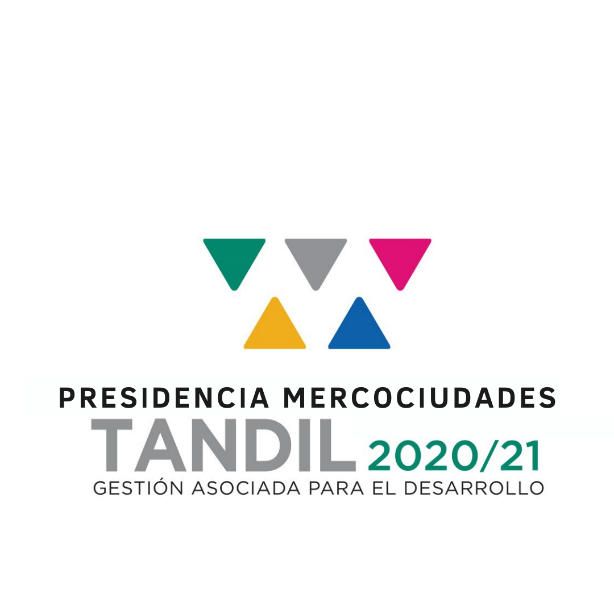 PRESIDENCIA MERCOCIUDADES
TANDIL 2020/21
GESTIÓN ASOCIADA PARA EL DESARROLLO